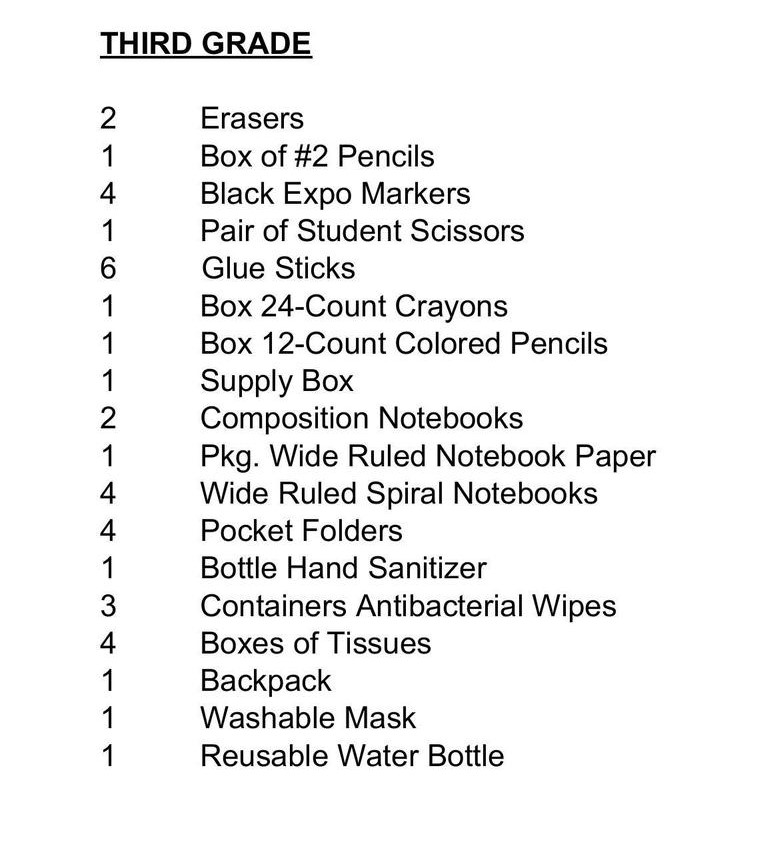 THIRD GRADE
2 Erasers
1 Box of #2 Pencils
4 Black Expo Markers
1 Pair of Student Scissors
6 Glue Sticks
1 Box 24-Count Crayons
1 Box 12-Count Colored Pencils
1 Supply Box
2 Composition Notebooks
1 Pkg. Wide Ruled Notebook Paper
4 Wide Ruled Spiral Notebooks
4 Pocket Folders
1 Bottle Hand Sanitizer
3 Containers Antibacterial Wipes
4 Boxes of Tissues
1 Backpack
1 Washable Mask
1 Reusable Water Bottle